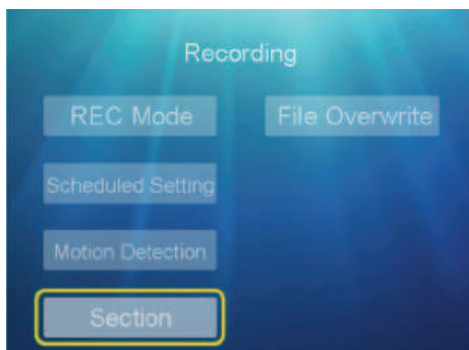 Recording
REC Mode
File Overwrite
Scheduled Setting
Motion Detection
Section